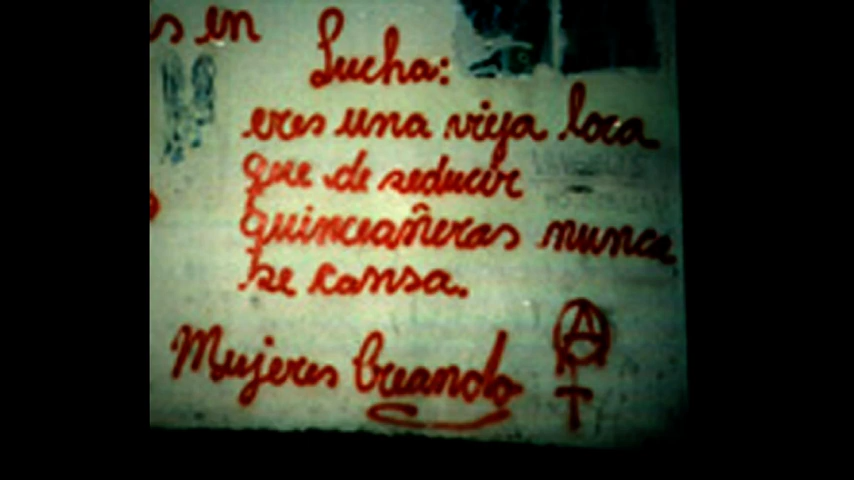 s en
Lucha:
eres una vieja loca
que de seducir
quinceañeras nunca
se cansa.
Mujeres Creando
A
T